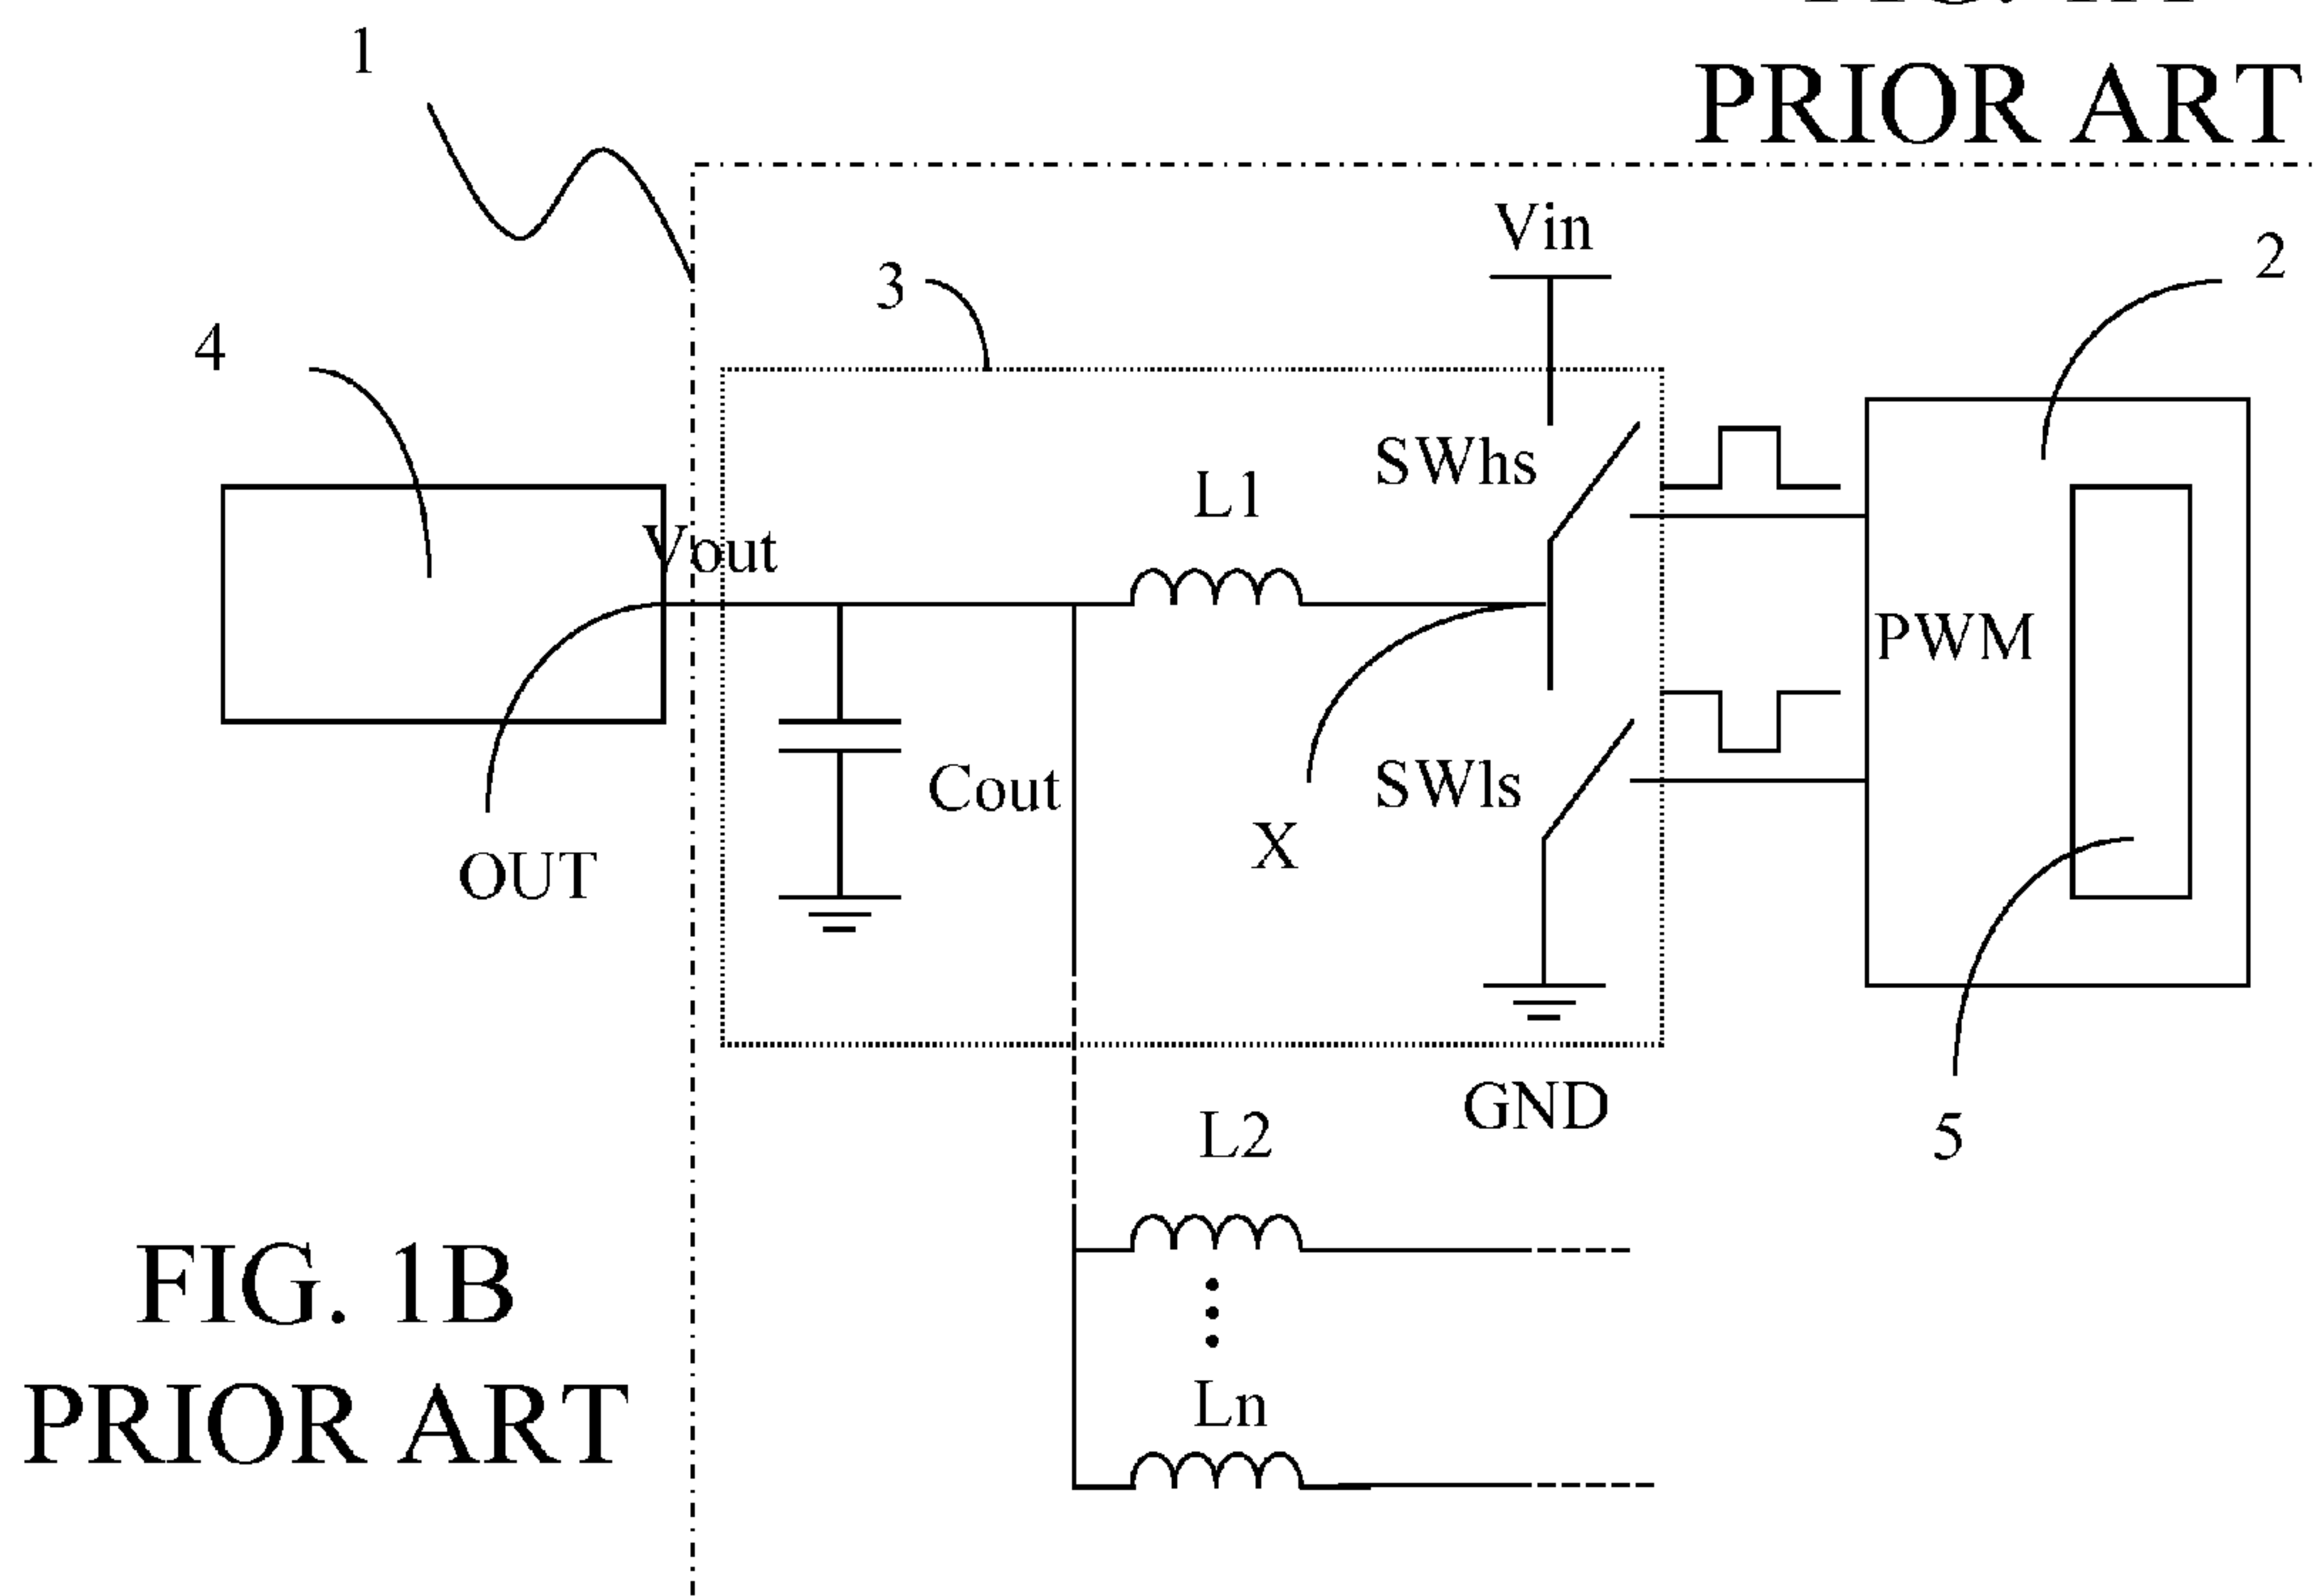 PRIOR ART
1
Vin
2
3
4
SWhs
L1
Vout
PWM
SWls
Cout
X
OUT
GND
L2
5
FIG. 1B
PRIOR ART
Ln